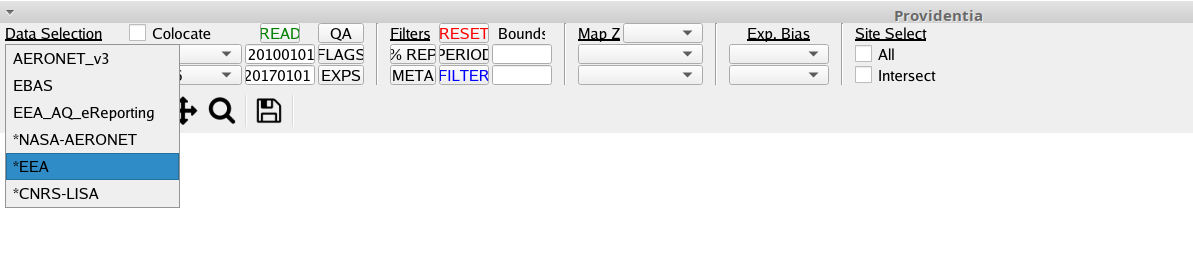 Providentia
Data Selection Colocate READ QA Filters RESET Bounds Map Z Exp. Bias Site Select
AERONET_v3 20100101 FLAGS % REP PERIOD All
EBAS 20170101 EXPS META FILTER Intersect
EEA_AQ_eReporting
*NASA-AERONET
*EEA
*CNRS-LISA